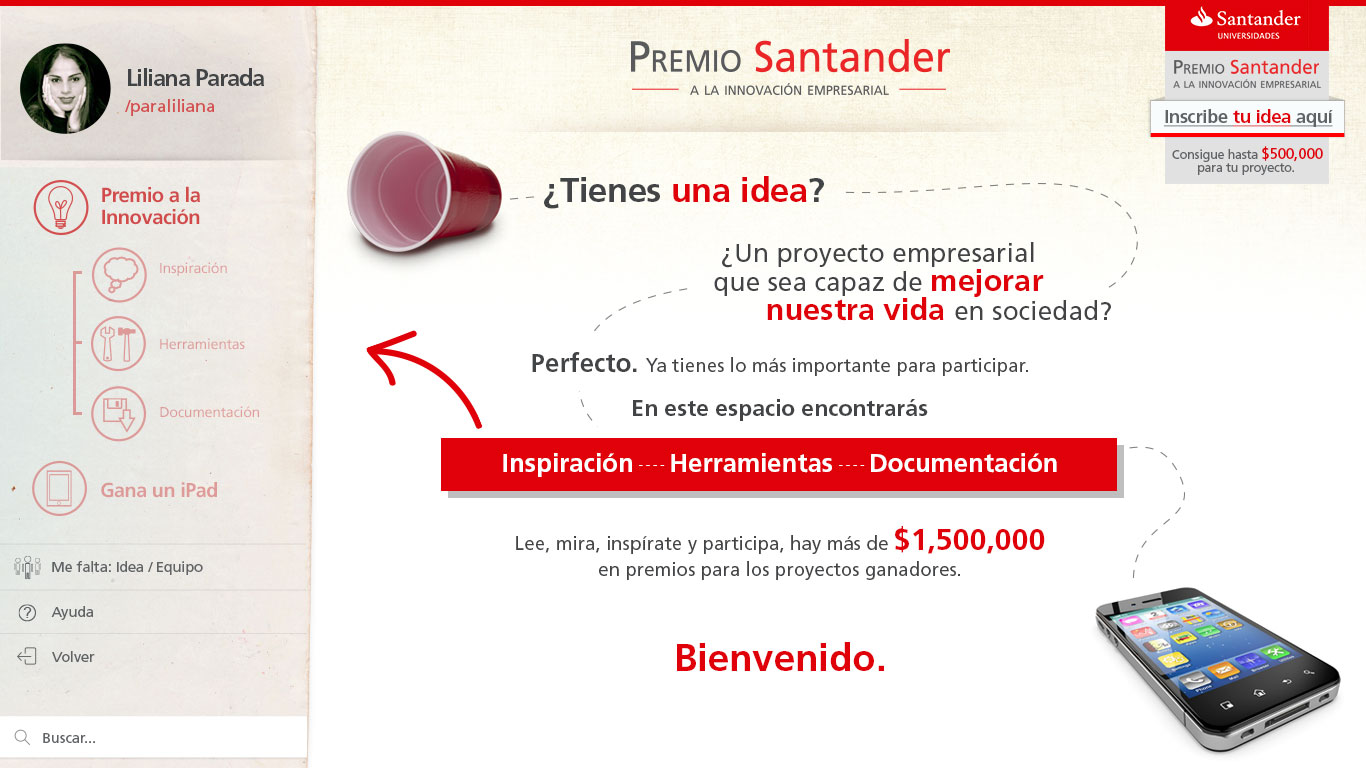 Liliana Parada
/paraliliana
Premio a la
Innovación
Inspiración
Herramientas
Documentación
Gana un iPad
Me falta: Idea / Equipo
Ayuda
Volver
Buscar...
PREMIO Santander
A LA INNOVACIÓN EMPRESARIAL
¿Tienes una idea?
¿Un proyecto empresarial
que sea capaz de mejorar
nuestra vida en sociedad?
Perfecto. Ya tienes lo más importante para participar.
En este espacio encontrarás
Inspiración ---- Herramientas ---- Documentación
Lee, mira, inspírate y participa, hay más de $1,500,000
en premios para los proyectos ganadores.
Bienvenido.
Santander
UNIVERSIDADES
PREMIO Santander
A LA INNOVACIÓN EMPRESARIAL
Inscribe tu idea aquí
Consigue hasta $500,000
para tu proyecto.
Phone
Mail